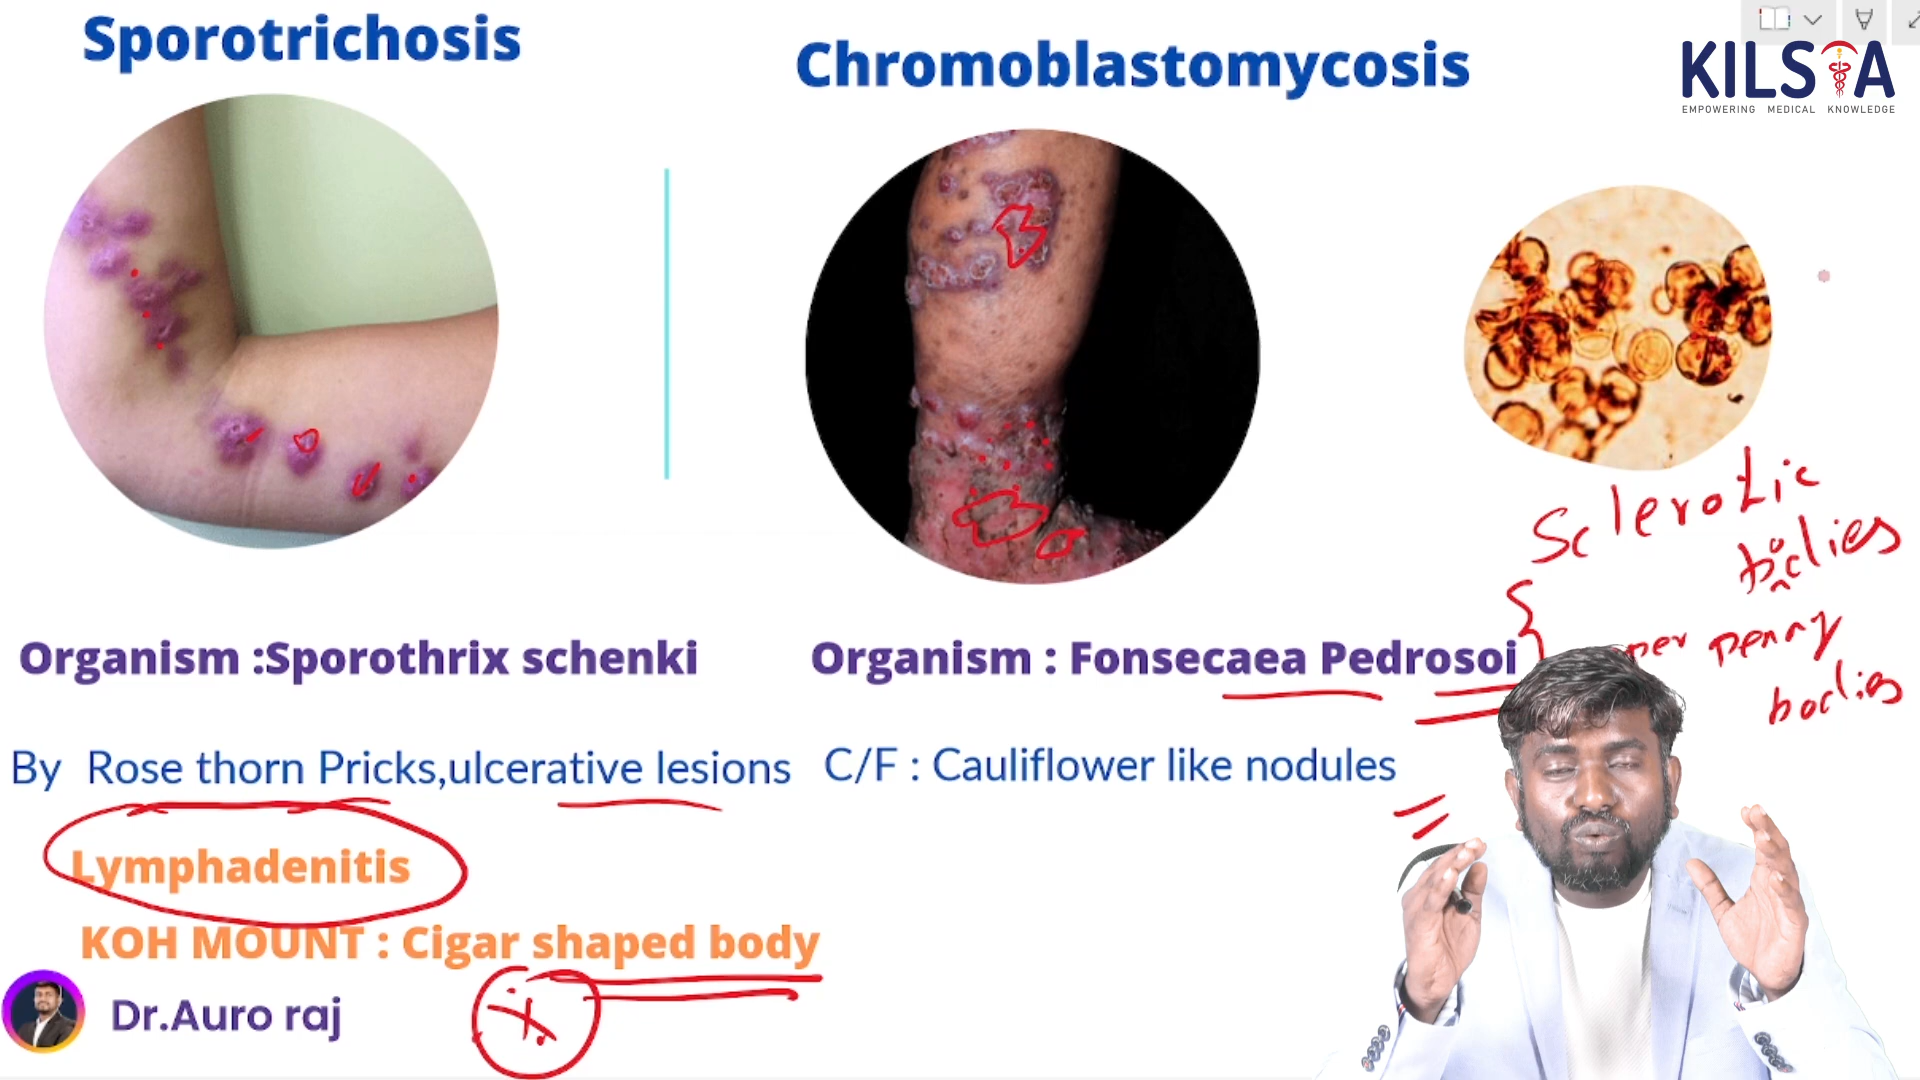 Sporotrichosis
Chromoblastomycosis
KILSTA
EMPOWERING MEDICAL KNOWLEDGE
Sclerotic
bodies
penny
bodies
Organism :Sporothrix schenki
Organism : Fonsecaea Pedrosoi
By Rose thorn Pricks,ulcerative lesions
C/F : Cauliflower like nodules
Lymphadenitis
KOH MOUNT : Cigar shaped body
Dr.Auro raj